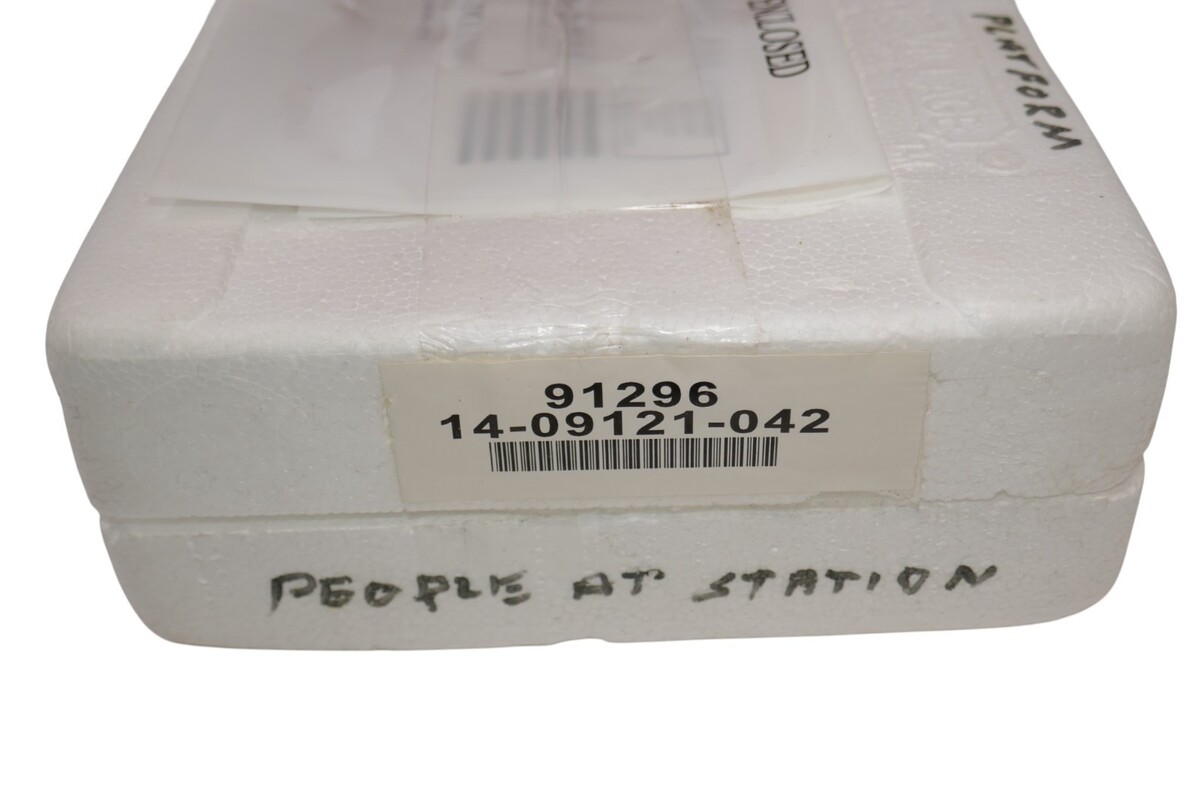 ENCLOSED
PLATFORM
91296
14-09121-042
PEOPLE AT STATION